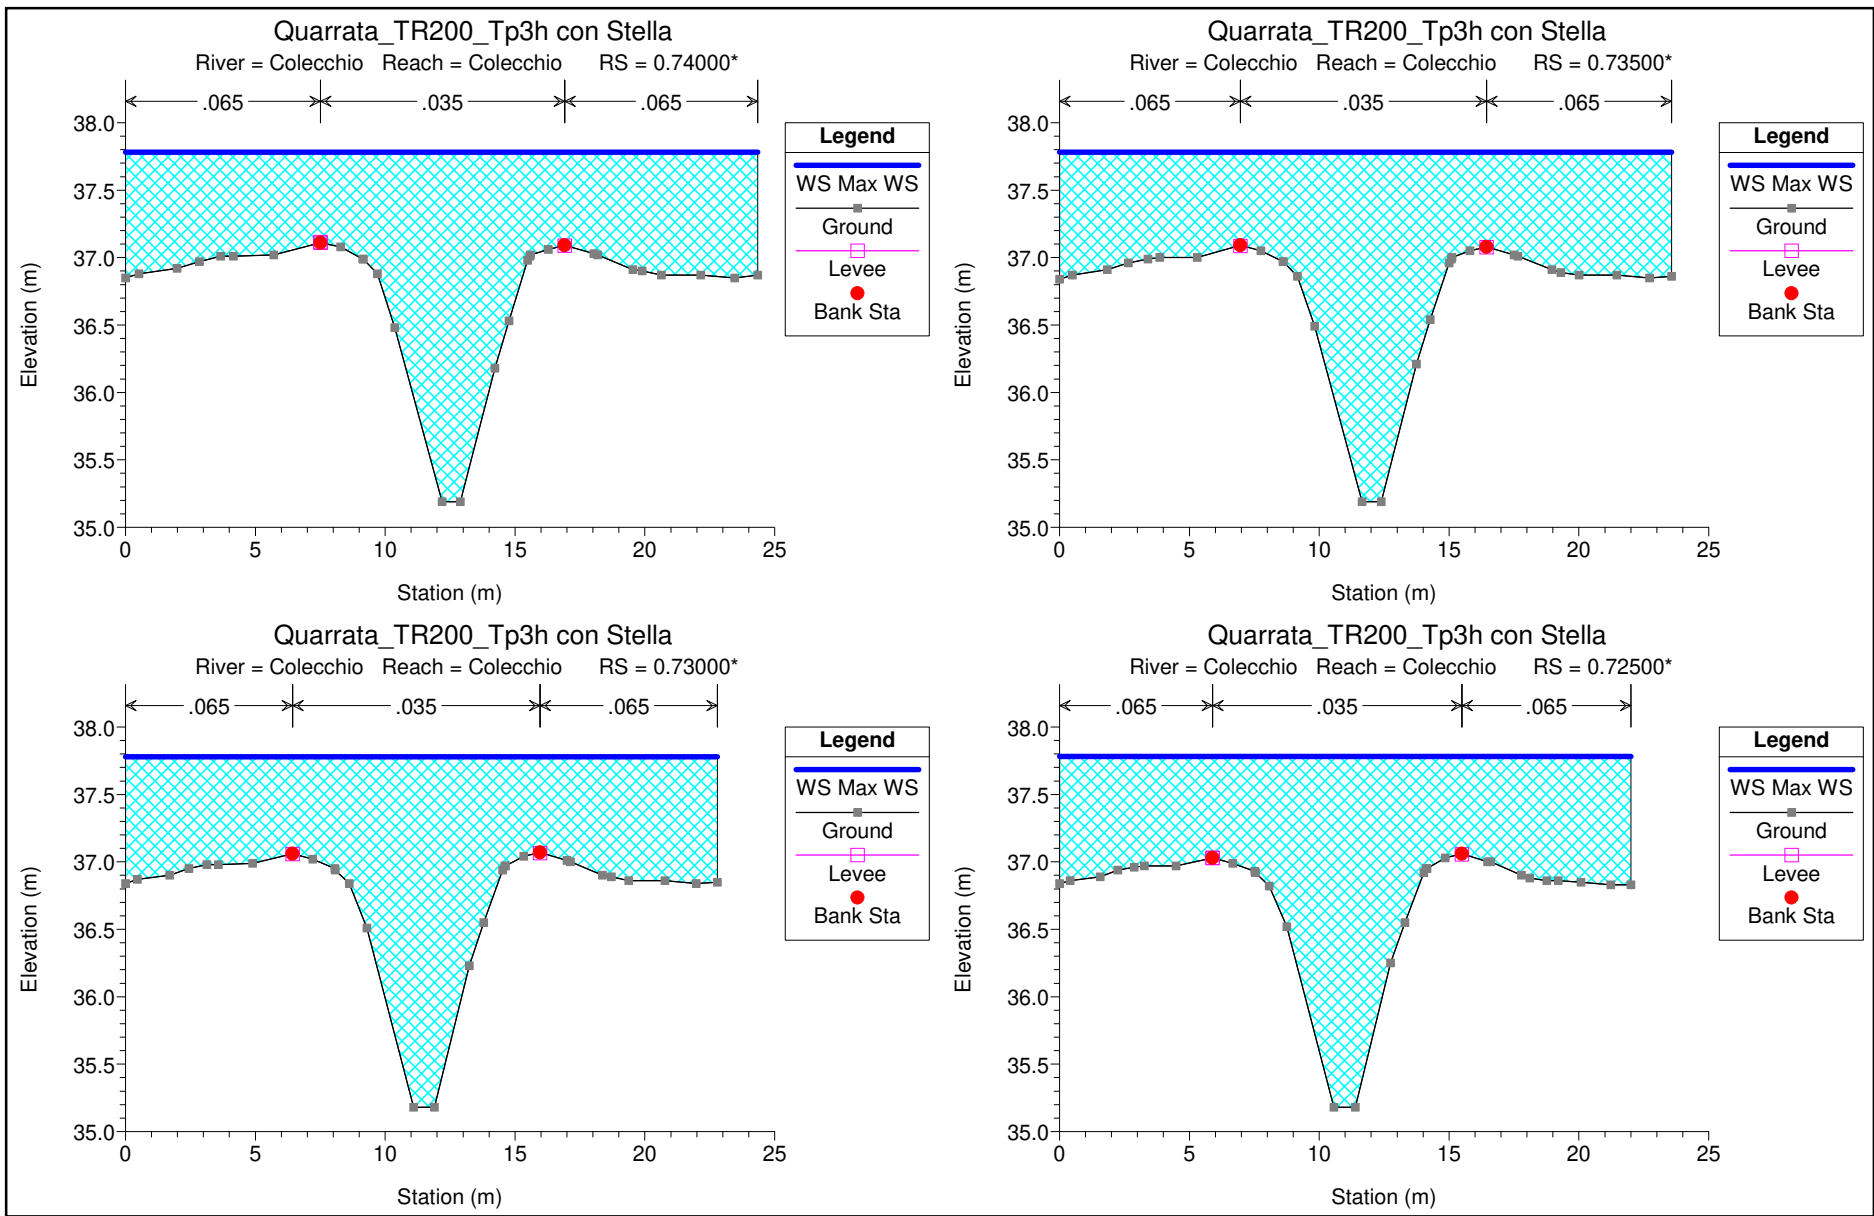 Quarrata_TR200_Tp3h con Stella
River = Colecchio Reach = Colecchio RS = 0.74000*
.065 .035 .065
38.0
37.5
37.0
36.5
36.0
35.5
35.0
Elevation (m)
0 5 10 15 20 25
Station (m)
Legend
WS Max WS
Ground
Levee
Bank Sta
Quarrata_TR200_Tp3h con Stella
River = Colecchio Reach = Colecchio RS = 0.73500*
.065 .035 .065
38.0
37.5
37.0
36.5
36.0
35.5
35.0
Elevation (m)
0 5 10 15 20 25
Station (m)
Legend
WS Max WS
Ground
Levee
Bank Sta
Quarrata_TR200_Tp3h con Stella
River = Colecchio Reach = Colecchio RS = 0.73000*
.065 .035 .065
38.0
37.5
37.0
36.5
36.0
35.5
35.0
Elevation (m)
0 5 10 15 20 25
Station (m)
Legend
WS Max WS
Ground
Levee
Bank Sta
Quarrata_TR200_Tp3h con Stella
River = Colecchio Reach = Colecchio RS = 0.72500*
.065 .035 .065
38.0
37.5
37.0
36.5
36.0
35.5
35.0
Elevation (m)
0 5 10 15 20 25
Station (m)
Legend
WS Max WS
Ground
Levee
Bank Sta